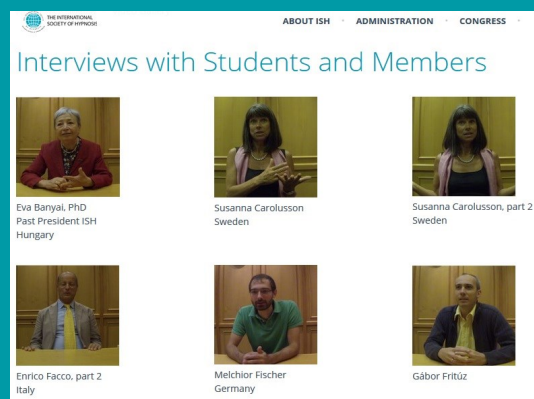 THE INTERNATIONAL
SOCIETY OF HYPNOSIS
ABOUT ISH
ADMINISTRATION
CONGRESS
Interviews with Students and Members
Eva Banyai, PhD
Past President ISH
Hungary
Susanna Carolusson
Sweden
Susanna Carolusson, part 2
Sweden
Enrico Facco, part 2
Italy
Melchior Fischer
Germany
Gábor Fritúz